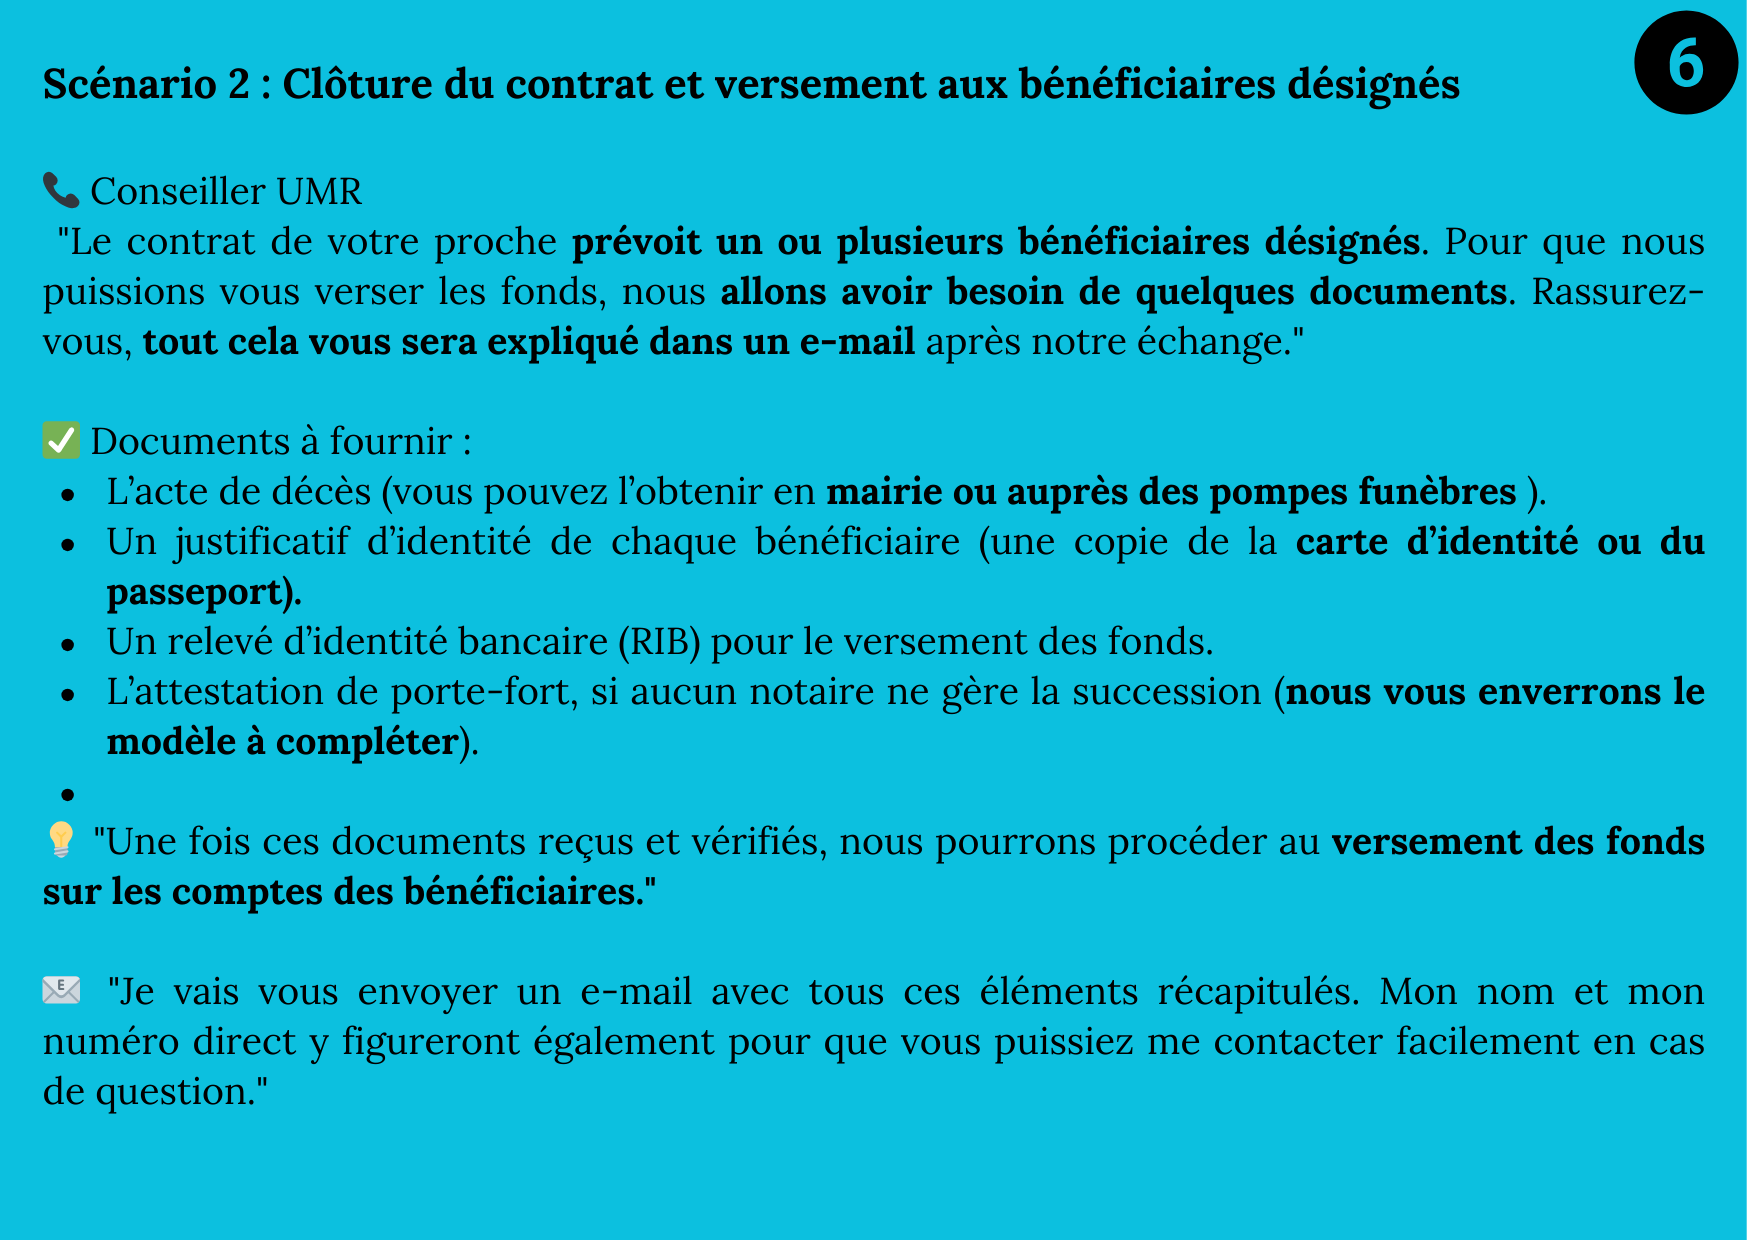 6
Scénario 2 : Clôture du contrat et versement aux bénéficiaires désignés
📞 Conseiller UMR
"Le contrat de votre proche prévoit un ou plusieurs bénéficiaires désignés. Pour que nous
puissions vous verser les fonds, nous allons avoir besoin de quelques documents. Rassurez-
vous, tout cela vous sera expliqué dans un e-mail après notre échange."
✅ Documents à fournir :
• L’acte de décès (vous pouvez l’obtenir en mairie ou auprès des pompes funèbres ).
• Un justificatif d’identité de chaque bénéficiaire (une copie de la carte d’identité ou du
passeport).
• Un relevé d’identité bancaire (RIB) pour le versement des fonds.
• L’attestation de porte-fort, si aucun notaire ne gère la succession (nous vous enverrons le
modèle à compléter).
•
💡 "Une fois ces documents reçus et vérifiés, nous pourrons procéder au versement des fonds
sur les comptes des bénéficiaires."
📧 "Je vais vous envoyer un e-mail avec tous ces éléments récapitulés. Mon nom et mon
numéro direct y figureront également pour que vous puissiez me contacter facilement en cas
de question."